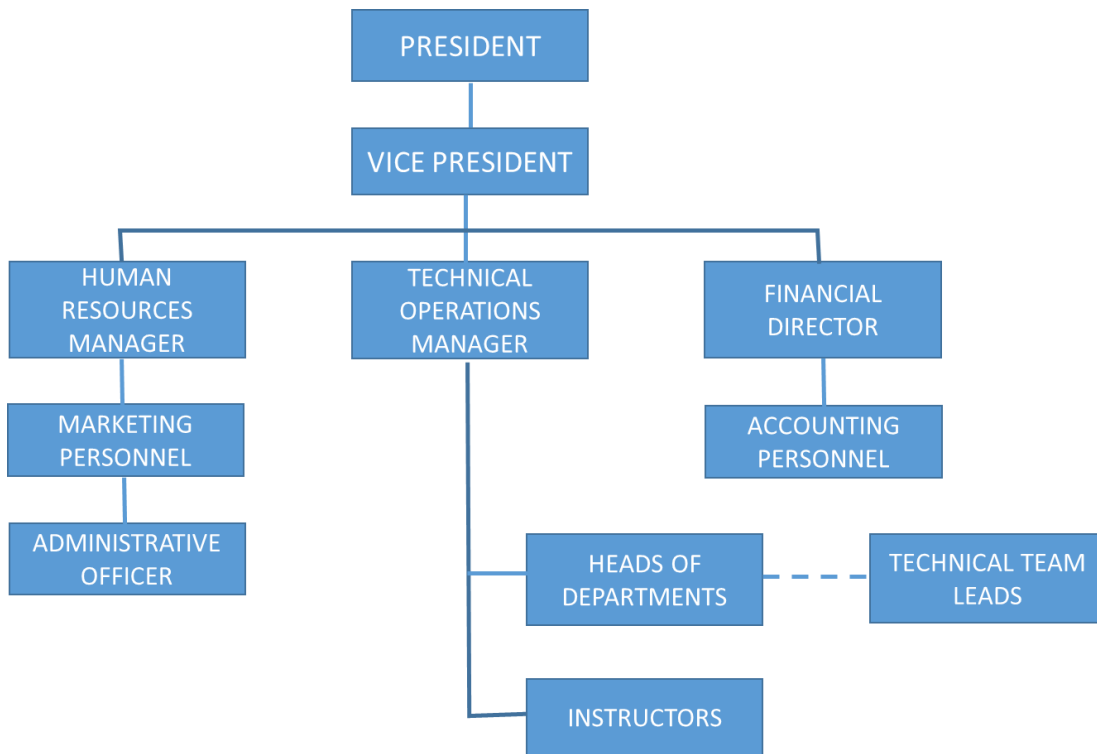 PRESIDENT
VICE PRESIDENT
HUMAN
RESOURCES
MANAGER
TECHNICAL
OPERATIONS
MANAGER
FINANCIAL
DIRECTOR
MARKETING
PERSONNEL
ACCOUNTING
PERSONNEL
ADMINISTRATIVE
OFFICER
HEADS OF
DEPARTMENTS
TECHNICAL TEAM
LEADS
INSTRUCTORS